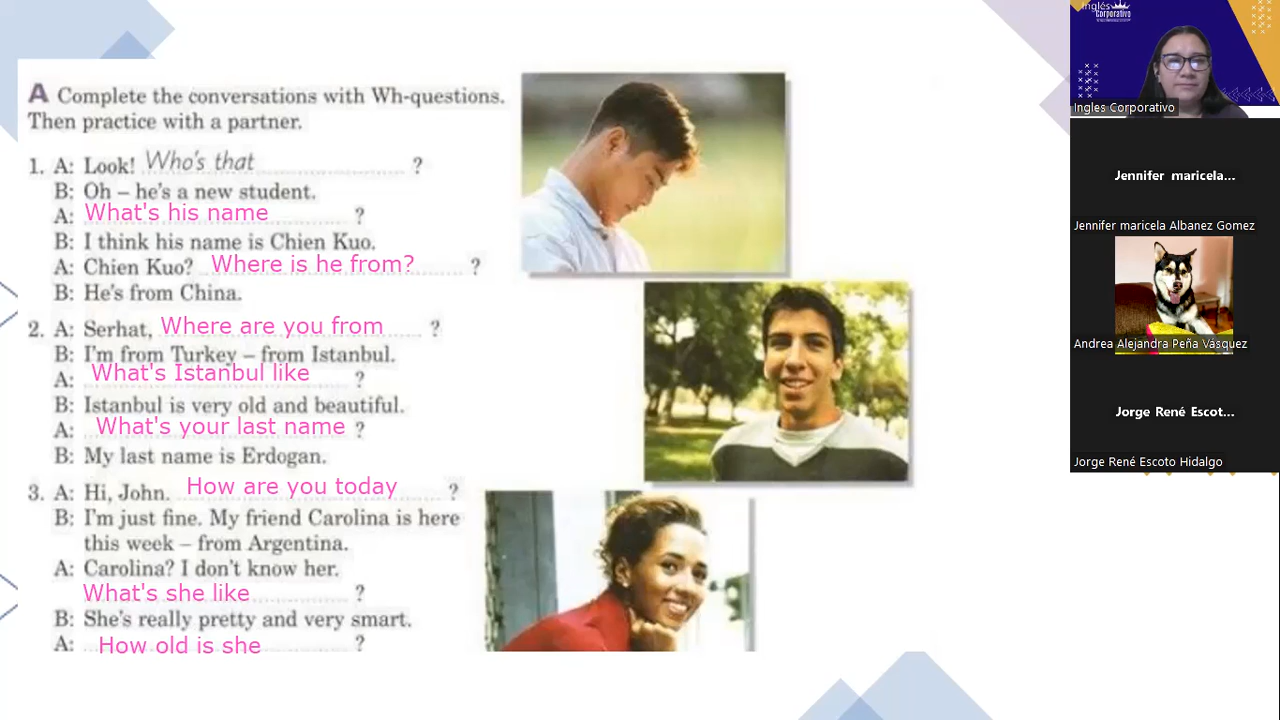 A Complete the conversations with Wh-questions.
Then practice with a partner.
1. A: Look! Who's that ?
B: Oh – he's a new student.
A: What's his name ?
B: I think his name is Chien Kuo.
A: Chien Kuo? Where is he from? ?
B: He's from China.
2. A: Serhat, Where are you from ?
B: I'm from Turkey – from Istanbul.
A: What's Istanbul like ?
B: Istanbul is very old and beautiful.
A: What's your last name ?
B: My last name is Erdogan.
3. A: Hi, John. How are you today ?
B: I'm just fine. My friend Carolina is here
this week – from Argentina.
A: Carolina? I don't know her.
What's she like ?
B: She's really pretty and very smart.
A: How old is she ?
Inglés
Corporativo
Ingles Corporativo
Jennifer maricela...
Jennifer maricela Albanez Gomez
Andrea Alejandra Peña Vásquez
Jorge René Escot...
Jorge René Escoto Hidalgo